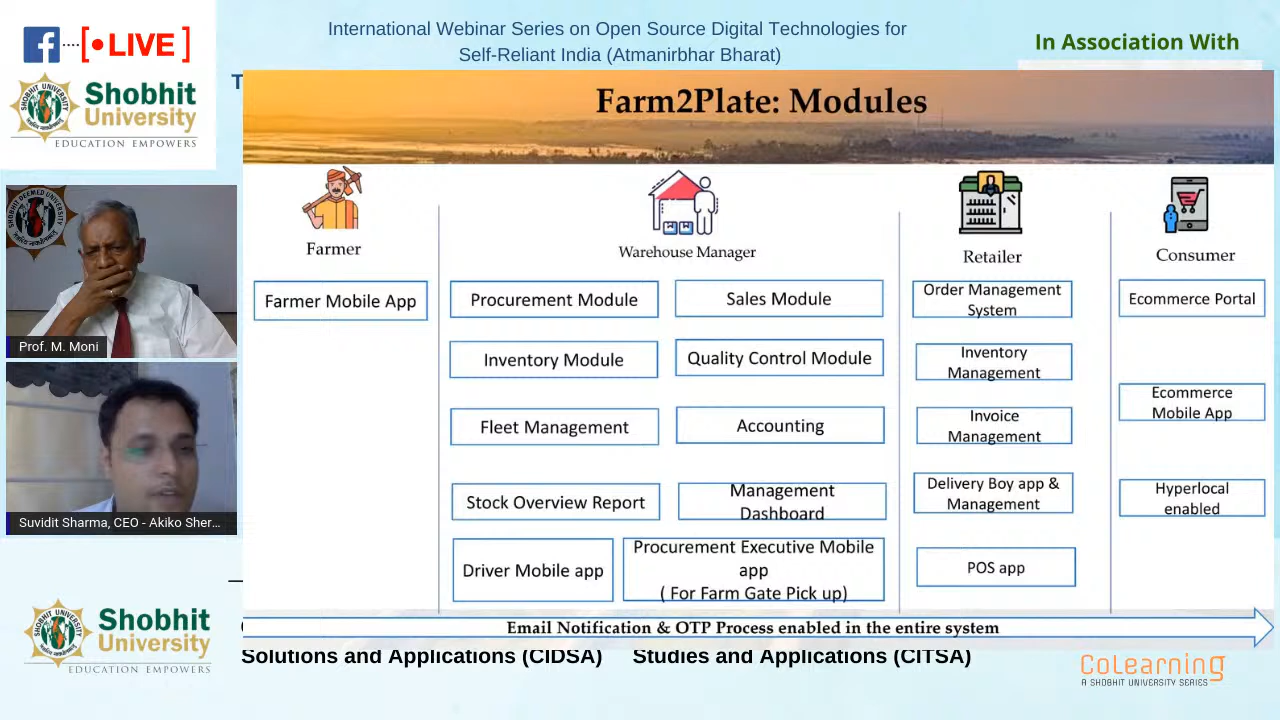 International Webinar Series on Open Source Digital Technologies for
Self-Reliant India (Atmanirbhar Bharat)
In Association With
LIVE
Shobhit
University
EDUCATION EMPOWERS
T
Farm2Plate: Modules
Farmer
Warehouse Manager
Retailer
Consumer
Farmer Mobile App
Procurement Module
Sales Module
Order Management
System
Ecommerce Portal
Inventory Module
Quality Control Module
Inventory
Management
Ecommerce
Mobile App
Fleet Management
Accounting
Invoice
Management
Stock Overview Report
Management
Dashboard
Delivery Boy app &
Management
Hyperlocal
enabled
Driver Mobile app
Procurement Executive Mobile
app
( For Farm Gate Pick up)
POS app
Email Notification & OTP Process enabled in the entire system
Prof. M. Moni
Suvidit Sharma, CEO - Akiko Sher...
Shobhit
University
EDUCATION EMPOWERS
Solutions and Applications (CIDSA)
Studies and Applications (CITSA)
CoLearning
A SHOBHIT UNIVERSITY SERIES